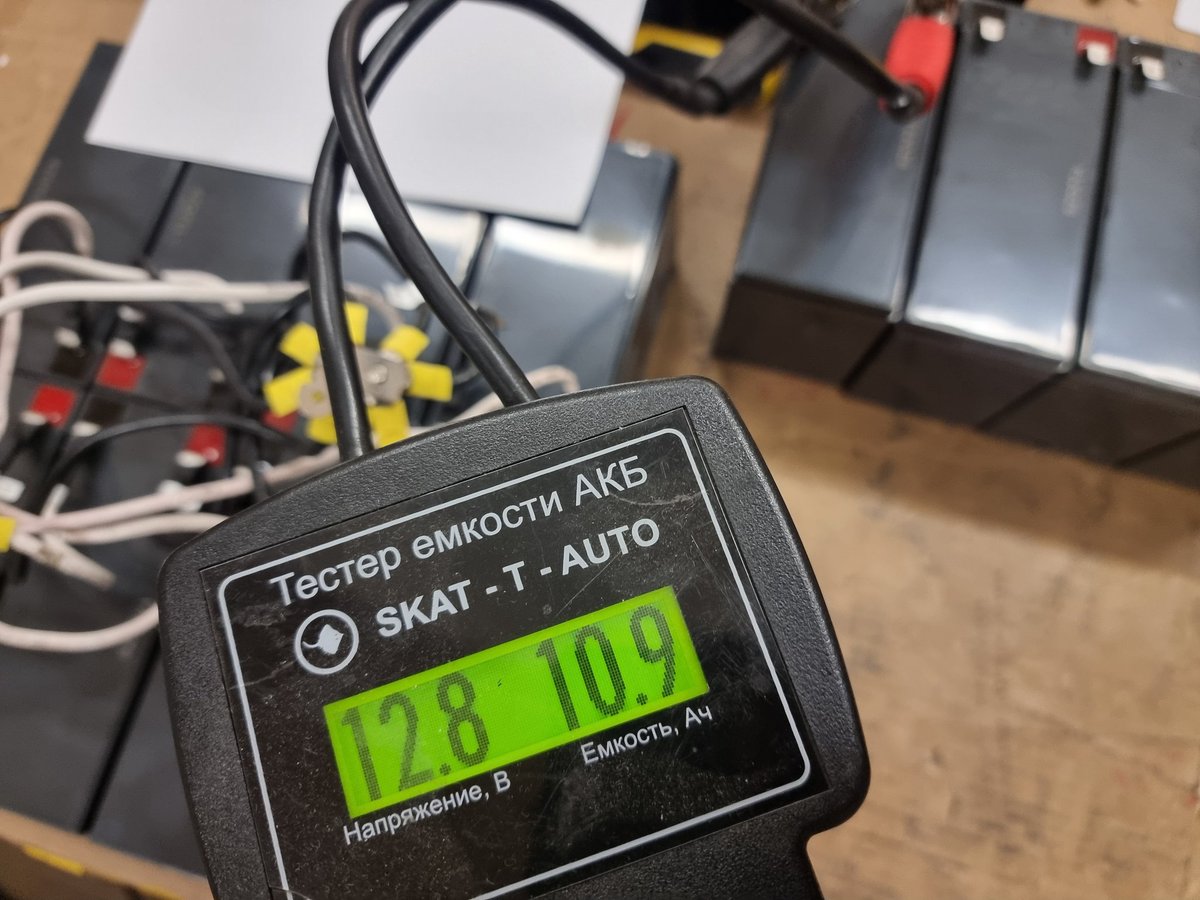 Тестер емкости АКБ
SKAT - T - AUTO
12.8 10.9
Напряжение, В
Емкость, Ач